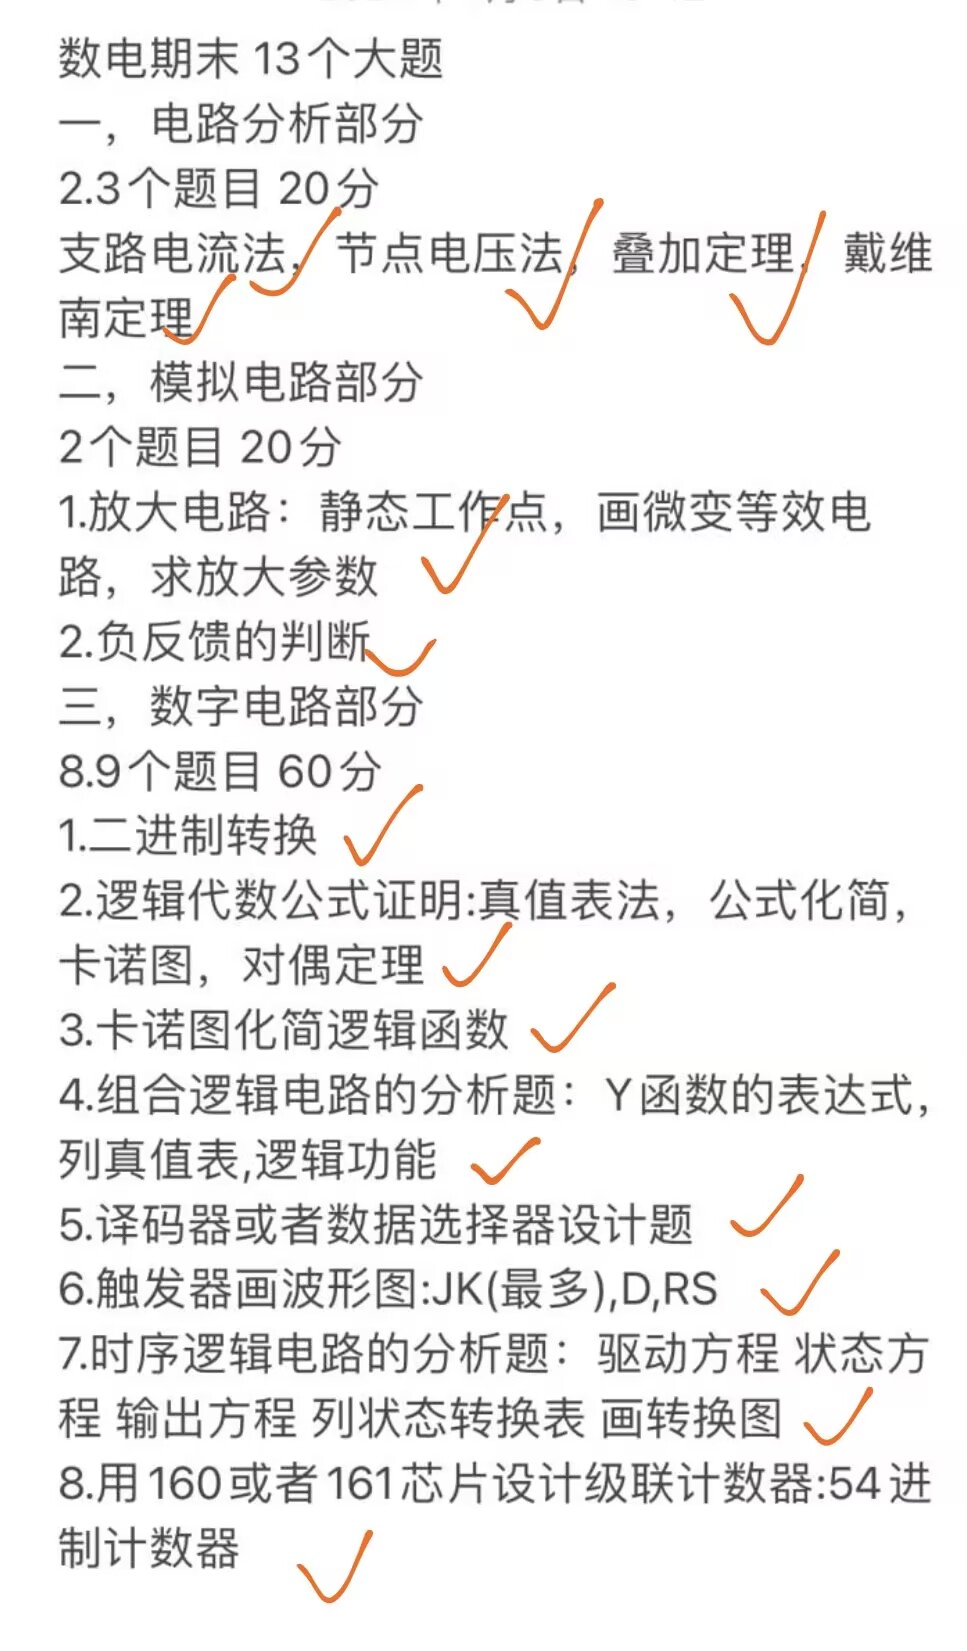 数电期末 13个大题
一，电路分析部分
2.3个题目 20分
支路电流法，节点电压法，叠加定理，戴维
南定理
二，模拟电路部分
2个题目 20分
1.放大电路：静态工作点，画微变等效电
路，求放大参数
2.负反馈的判断
三，数字电路部分
8.9个题目 60分
1.二进制转换
2.逻辑代数公式证明:真值表法，公式化简，
卡诺图，对偶定理
3.卡诺图化简逻辑函数
4.组合逻辑电路的分析题：Y函数的表达式，
列真值表,逻辑功能
5.译码器或者数据选择器设计题
6.触发器画波形图:JK(最多),D,RS
7.时序逻辑电路的分析题：驱动方程 状态方
程 输出方程 列状态转换表 画转换图
8.用160或者161芯片设计级联计数器:54进
制计数器